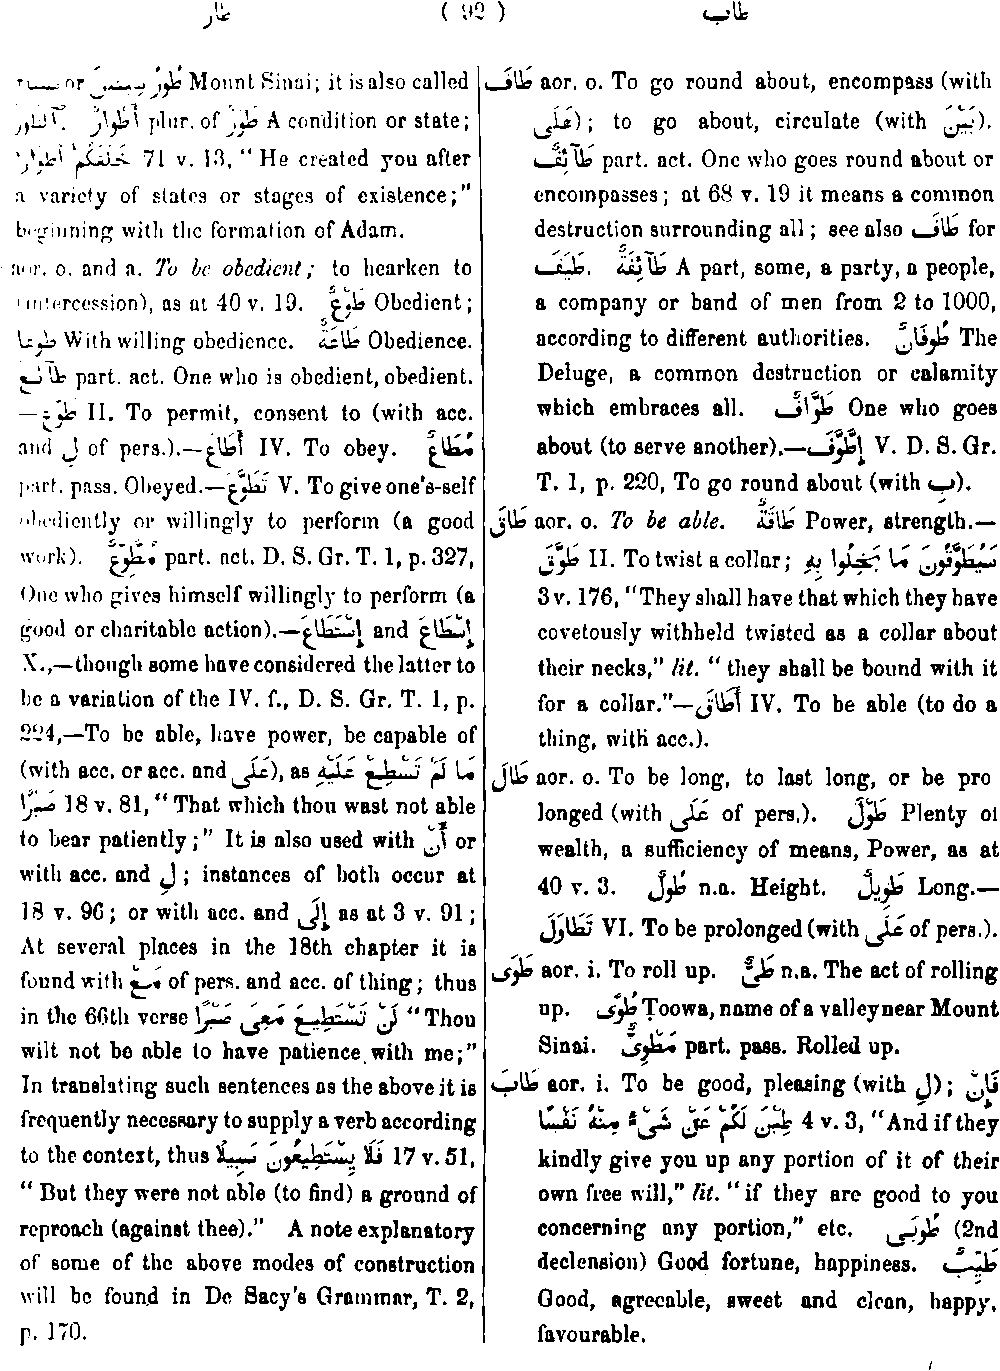 طار ( 92 ) طاب
or طُورُ سِينِينَ Mount Sinai; it is also called
اَلطُّورُ. أَطْوَارٌ plur. of طَوْرٌ A condition or state;
خَلَقَكُمْ أَطْوَارًا 71 v. 13, "He created you after
a variety of states or stages of existence;"
beginning with the formation of Adam.
aor. o. and a. To be obedient; to hearken to
(intercession), as at 40 v. 19. طَوْعٌ Obedient;
طَوْعًا With willing obedience. طَاعَةٌ Obedience.
طَآئِعٌ part. act. One who is obedient, obedient.
—طَوَّعَ II. To permit, consent to (with acc.
and لِ of pers.).—أَطَاعَ IV. To obey. مُطَاعٌ
part. pass. Obeyed.—تَطَوَّعَ V. To give one's-self
obediently or willingly to perform (a good
work). مُطَّوِّعٌ part. act. D. S. Gr. T. 1, p. 327,
One who gives himself willingly to perform (a
good or charitable action).—إِسْتَطَاعَ and إِسْطَاعَ
X.,—though some have considered the latter to
be a variation of the IV. f., D. S. Gr. T. 1, p.
224,—To be able, have power, be capable of
(with acc. or acc. and عَلَى), as مَا لَمْ تَسْطِعْ عَلَيْهِ
صَبْرًا 18 v. 81, "That which thou wast not able
to bear patiently;" It is also used with أَنْ or
with acc. and لِ; instances of both occur at
18 v. 96; or with acc. and إِلَى as at 3 v. 91;
At several places in the 18th chapter it is
found with مَعَ of pers. and acc. of thing; thus
in the 66th verse لَنْ تَسْتَطِيعَ مَعِيَ صَبْرًا "Thou
wilt not be able to have patience with me;"
In translating such sentences as the above it is
frequently necessary to supply a verb according
to the context, thus فَلَا يَسْتَطِيعُونَ سَبِيلًا 17 v. 51,
"But they were not able (to find) a ground of
reproach (against thee)." A note explanatory
of some of the above modes of construction
will be found in De Sacy's Grammar, T. 2,
p. 170.
طَافَ aor. o. To go round about, encompass (with
عَلَى); to go about, circulate (with بَيْنَ).
طَآئِفٌ part. act. One who goes round about or
encompasses; at 68 v. 19 it means a common
destruction surrounding all; see also طَافَ for
طَيْفٌ. طَآئِفَةٌ A part, some, a party, a people,
a company or band of men from 2 to 1000,
according to different authorities. طُوفَانٌ The
Deluge, a common destruction or calamity
which embraces all. طَوَّافٌ One who goes
about (to serve another).—إِطَّوَّفَ V. D. S. Gr.
T. 1, p. 220, To go round about (with بِ).
طَاقَ aor. o. To be able. طَاقَةٌ Power, strength.—
طَوَّقَ II. To twist a collar; سَيُطَوَّقُونَ مَا بَخِلُوا بِهِ
3 v. 176, "They shall have that which they have
covetously withheld twisted as a collar about
their necks," lit. "they shall be bound with it
for a collar."—أَطَاقَ IV. To be able (to do a
thing, with acc.).
طَالَ aor. o. To be long, to last long, or be pro
longed (with عَلَى of pers.). طَوْلٌ Plenty of
wealth, a sufficiency of means, Power, as at
40 v. 3. طُولٌ n.a. Height. طَوِيلٌ Long.—
تَطَاوَلَ VI. To be prolonged (with عَلَى of pers.).
طَوَى aor. i. To roll up. طَيٌّ n.a. The act of rolling
up. طُوًى Toowa, name of a valley near Mount
Sinai. مَطْوِيٌّ part. pass. Rolled up.
طَابَ aor. i. To be good, pleasing (with لِ); فَإِنْ
طِبْنَ لَكُمْ عَنْ شَيْءٍ مِنْهُ نَفْسًا 4 v. 3, "And if they
kindly give you up any portion of it of their
own free will," lit. "if they are good to you
concerning any portion," etc. طُوبَى (2nd
declension) Good fortune, happiness. طَيِّبٌ
Good, agreeable, sweet and clean, happy,
favourable.